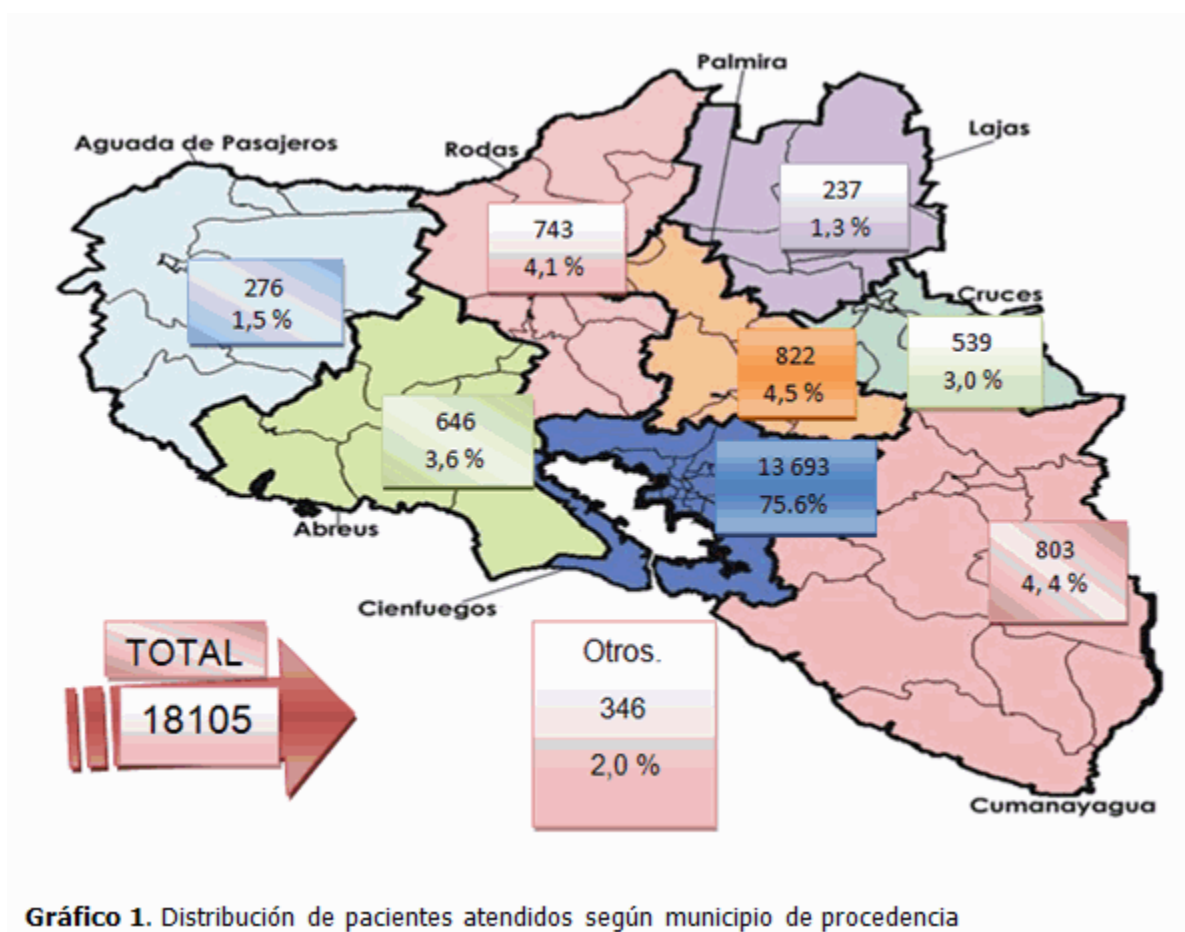 Palmira
Lajas
Aguada de Pasajeros
Rodas
237
1,3 %
743
4,1 %
276
1,5 %
Cruces
539
3,0 %
822
4,5 %
646
3,6 %
13 693
75.6%
Abreus
803
4, 4 %
Cienfuegos
TOTAL
18105
Otros.
346
2,0 %
Cumanayagua
Gráfico 1. Distribución de pacientes atendidos según municipio de procedencia